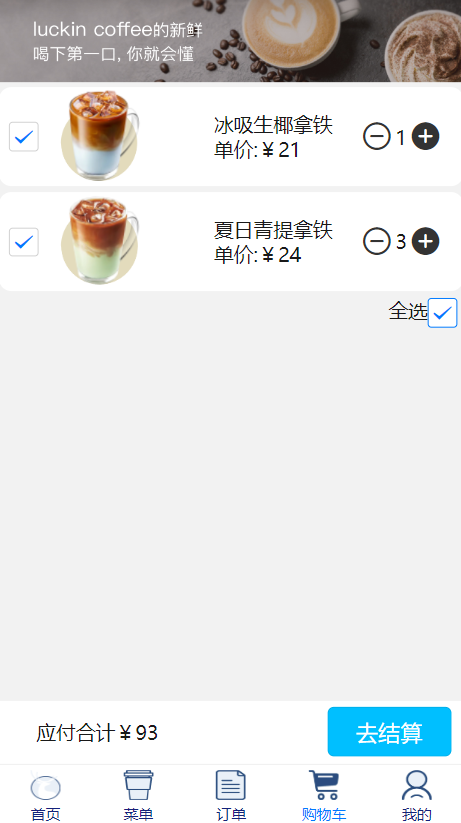 luckin coffee的新鲜
喝下第一口, 你就会懂
冰吸生椰拿铁
单价:￥21
1
夏日青提拿铁
单价:￥24
3
全选
应付合计￥93
去结算
首页 菜单 订单 购物车 我的